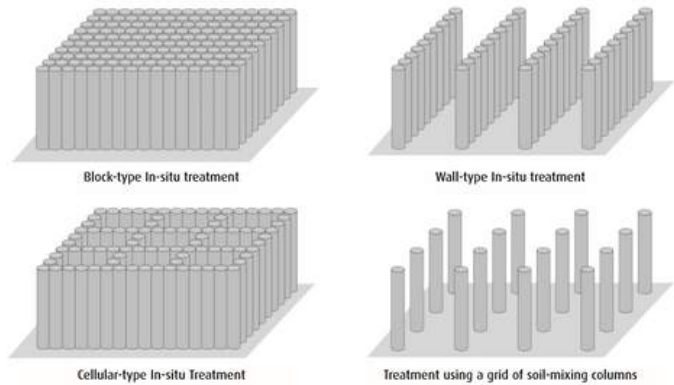 Block-type In-situ treatment
Wall-type In-situ treatment
Cellular-type In-situ Treatment
Treatment using a grid of soil-mixing columns